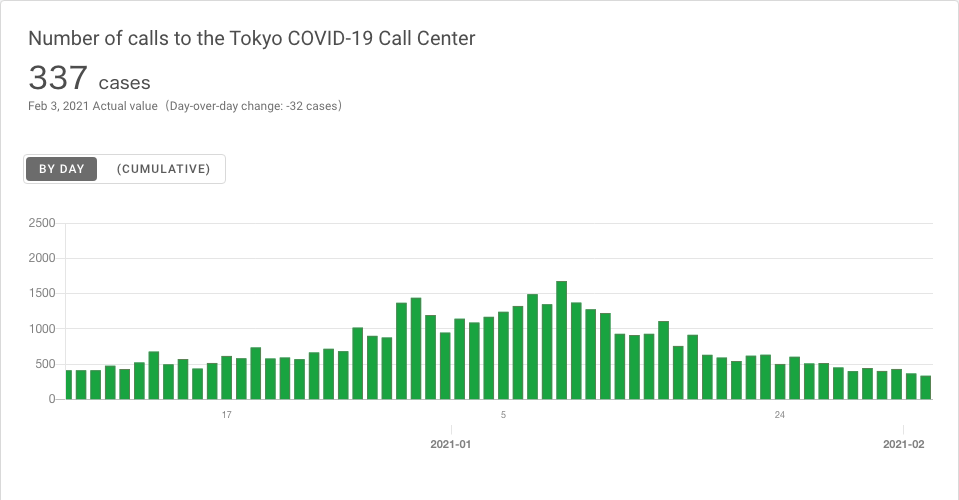 Number of calls to the Tokyo COVID-19 Call Center
337 cases
Feb 3, 2021 Actual value（Day-over-day change: -32 cases）
BY DAY (CUMULATIVE)
2500
2000
1500
1000
500
0
17 5 24
2021-01 2021-02